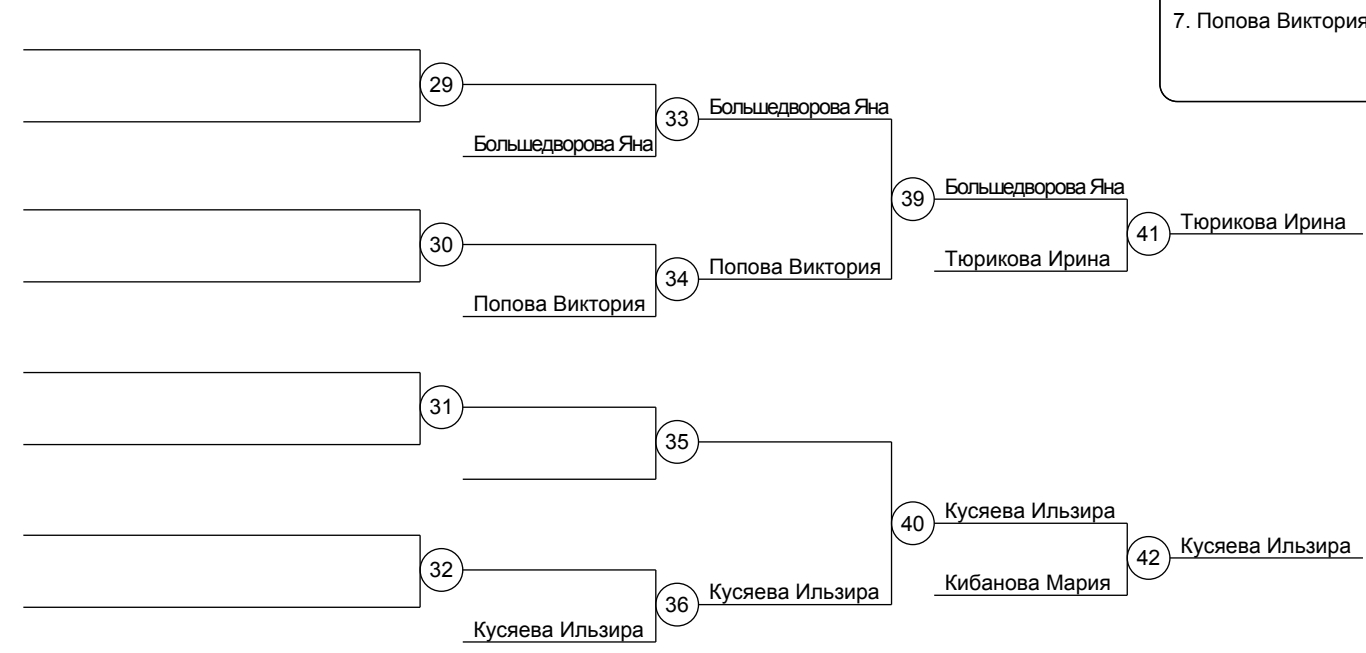 7. Попова Виктория
29
33
Большедворова Яна
Большедворова Яна
39
Большедворова Яна
41
Тюрикова Ирина
Тюрикова Ирина
30
34
Попова Виктория
Попова Виктория
31
35
40
Кусяева Ильзира
42
Кусяева Ильзира
Кибанова Мария
32
36
Кусяева Ильзира
Кусяева Ильзира